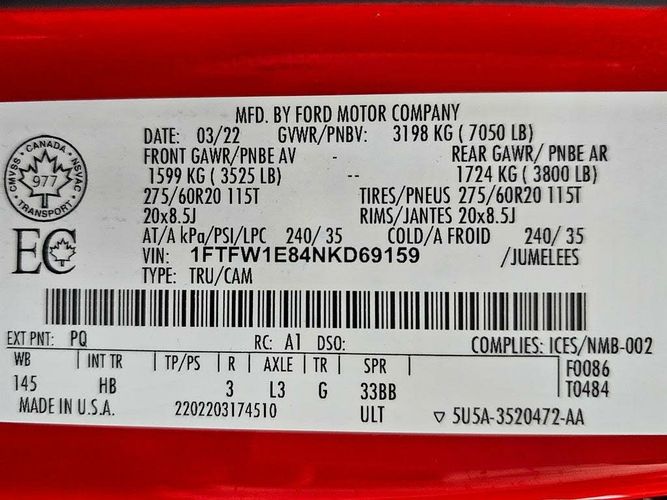 MFD. BY FORD MOTOR COMPANY
DATE: 03/22 GVWR/PNBV: 3198 KG ( 7050 LB)
FRONT GAWR/PNBE AV - REAR GAWR/ PNBE AR
1599 KG ( 3525 LB) -- 1724 KG ( 3800 LB)
275/60R20 115T TIRES/PNEUS 275/60R20 115T
20x8.5J RIMS/JANTES 20x8.5J
AT/A kPa/PSI/LPC 240/ 35 COLD/A FROID 240/ 35
VIN: 1FTFW1E84NKD69159 /JUMELEES
TYPE: TRU/CAM
CMVSS · CANADA · NSVAC
977
TRANSPORT
EC
EXT PNT: PQ RC: A1 DSO: COMPLIES: ICES/NMB-002
WB INT TR TP/PS R AXLE TR SPR F0086
145 HB 3 L3 G 33BB T0484
MADE IN U.S.A. 2202203174510 ULT ▽ 5U5A-3520472-AA